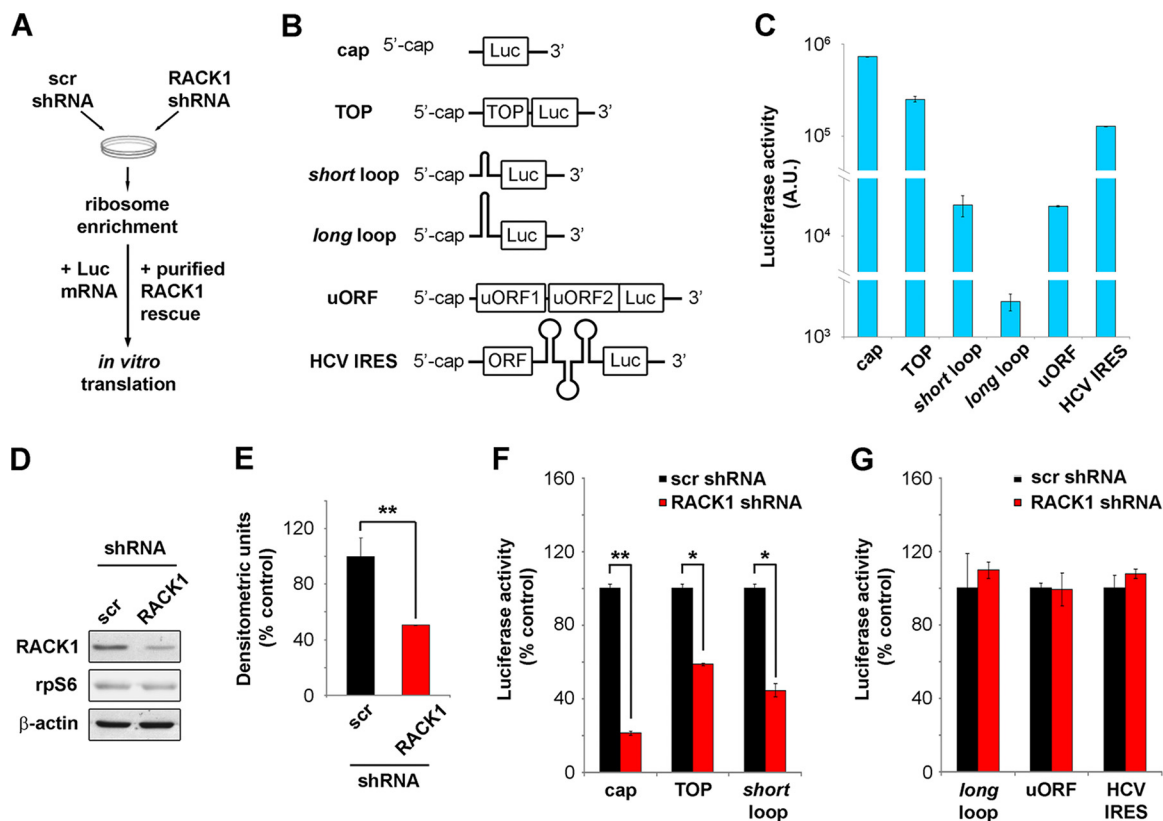 A
scr
shRNA
RACK1
shRNA
ribosome
enrichment
+ Luc
mRNA
+ purified
RACK1
rescue
in vitro
translation
B
cap 5'-cap Luc 3'
TOP 5'-cap TOP Luc 3'
short loop 5'-cap Luc 3'
long loop 5'-cap Luc 3'
uORF 5'-cap uORF1 uORF2 Luc 3'
HCV IRES 5'-cap ORF Luc 3'
C
Luciferase activity
(A.U.)
10⁶
10⁵
10⁴
10³
cap
TOP
short loop
long loop
uORF
HCV IRES
D
shRNA
scr
RACK1
RACK1
rpS6
β-actin
E
Densitometric units
(% control)
120
80
40
0
**
scr
RACK1
shRNA
F
Luciferase activity
(% control)
160
120
80
40
0
scr shRNA
RACK1 shRNA
**
*
*
cap
TOP
short
loop
G
Luciferase activity
(% control)
160
120
80
40
0
scr shRNA
RACK1 shRNA
long
loop
uORF
HCV
IRES